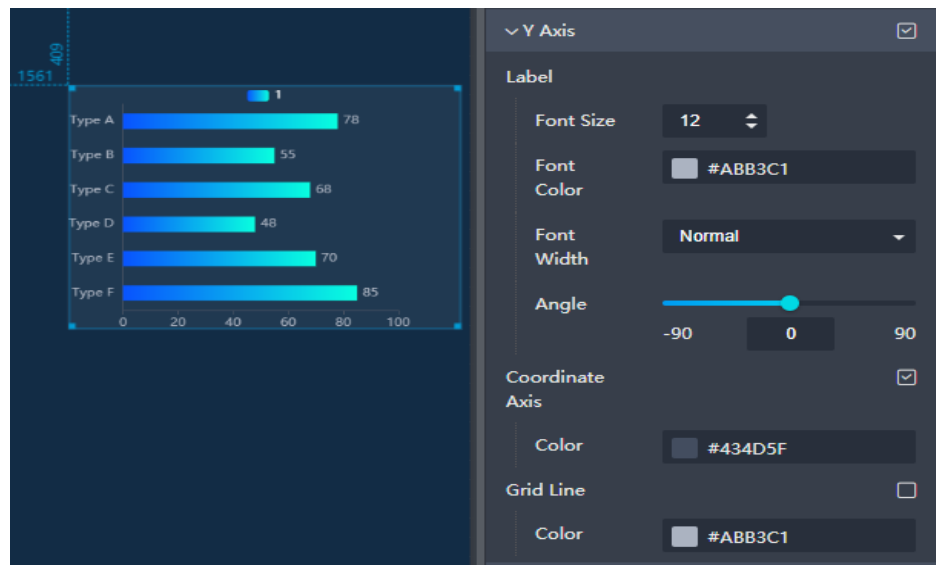 409
1561
1
Type A 78
Type B 55
Type C 68
Type D 48
Type E 70
Type F 85
0 20 40 60 80 100
Y Axis
Label
Font Size 12
Font
Color
#ABB3C1
Font
Width
Normal
Angle
-90 0 90
Coordinate
Axis
Color #434D5F
Grid Line
Color #ABB3C1